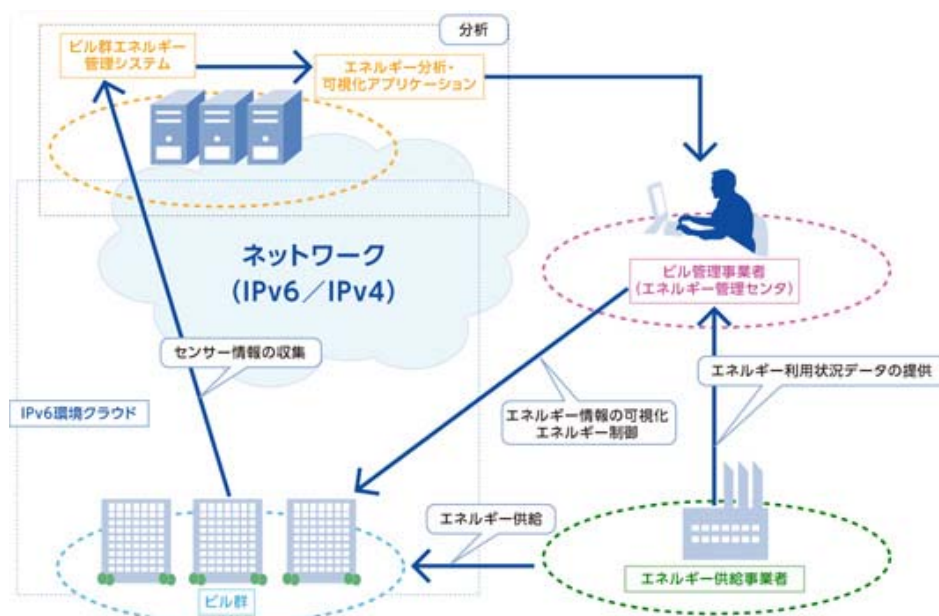 分析
ビル群エネルギー
管理システム
エネルギー分析・
可視化アプリケーション
ネットワーク
(IPv6／IPv4)
ビル管理事業者
(エネルギー管理センタ)
センサー情報の収集
エネルギー利用状況データの提供
IPv6環境クラウド
エネルギー情報の可視化
エネルギー制御
エネルギー供給
エネルギー供給事業者
ビル群